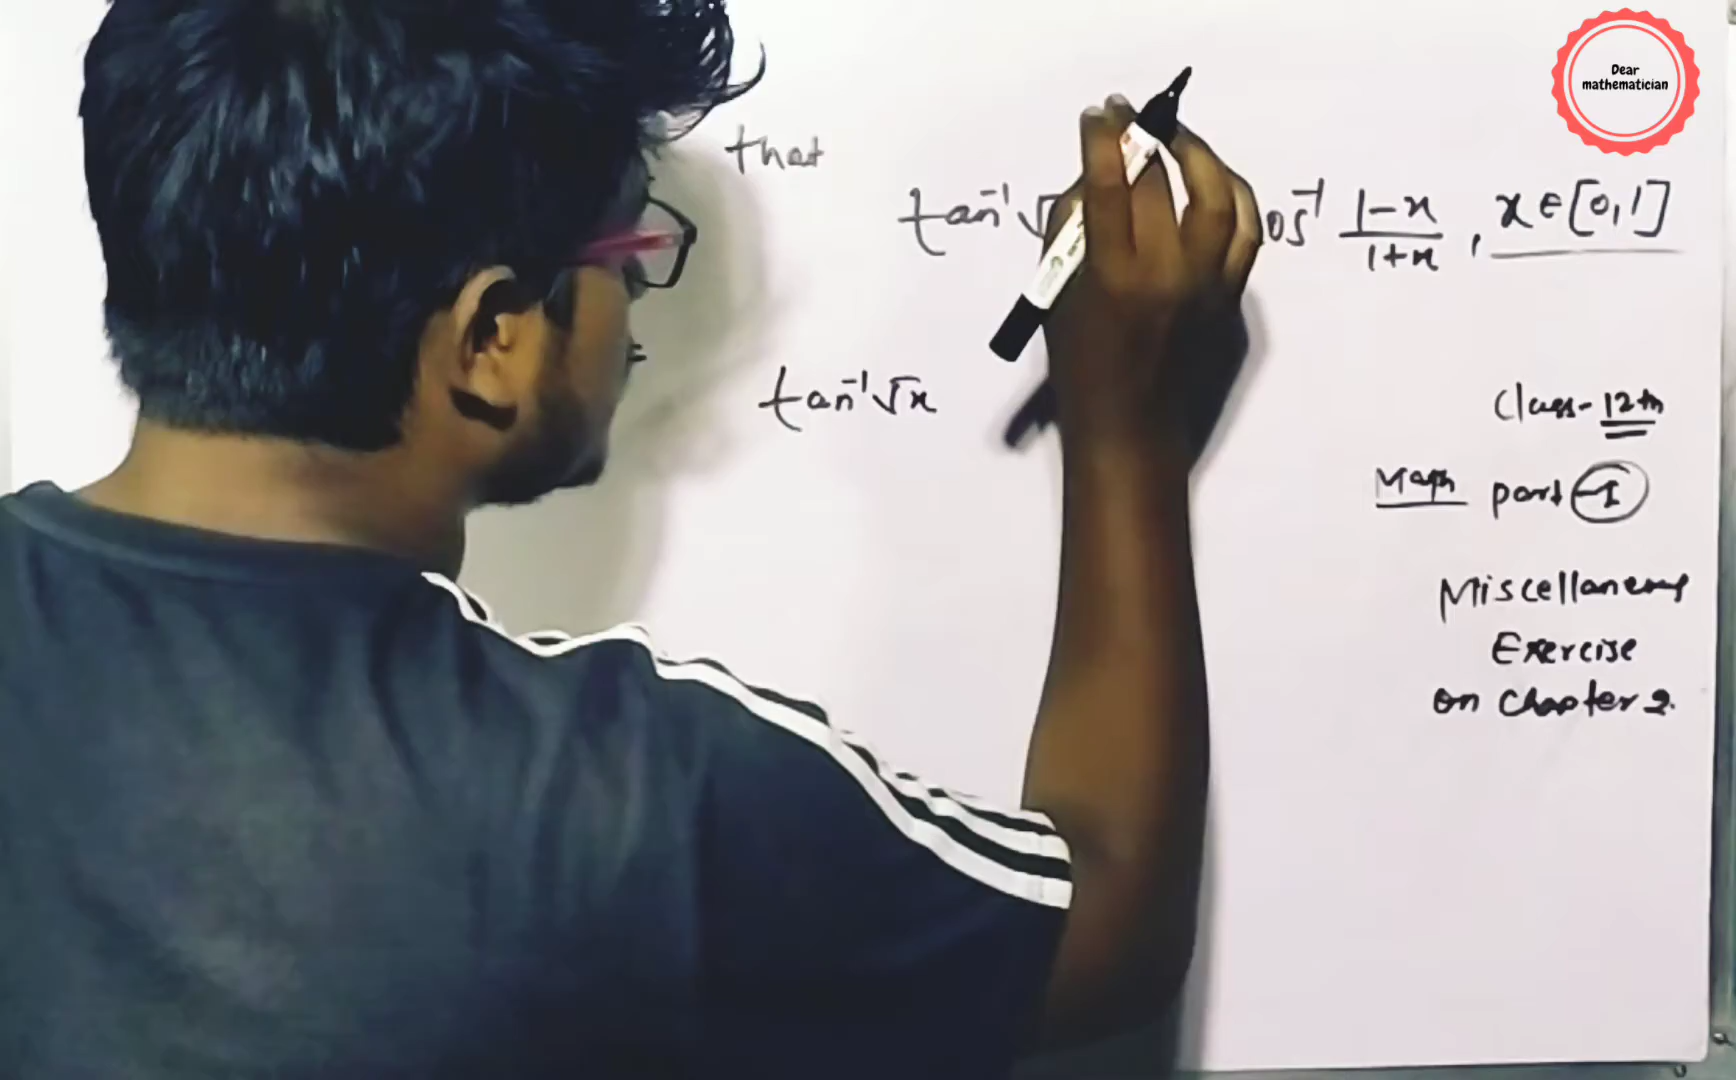 Dear
mathematician
that
tan⁻¹√ os⁻¹ 1-x/1+x , x ∈ [0,1]
tan⁻¹√x
Class-12th
Math part-I
Miscellaneous
Exercise
on Chapter 2.